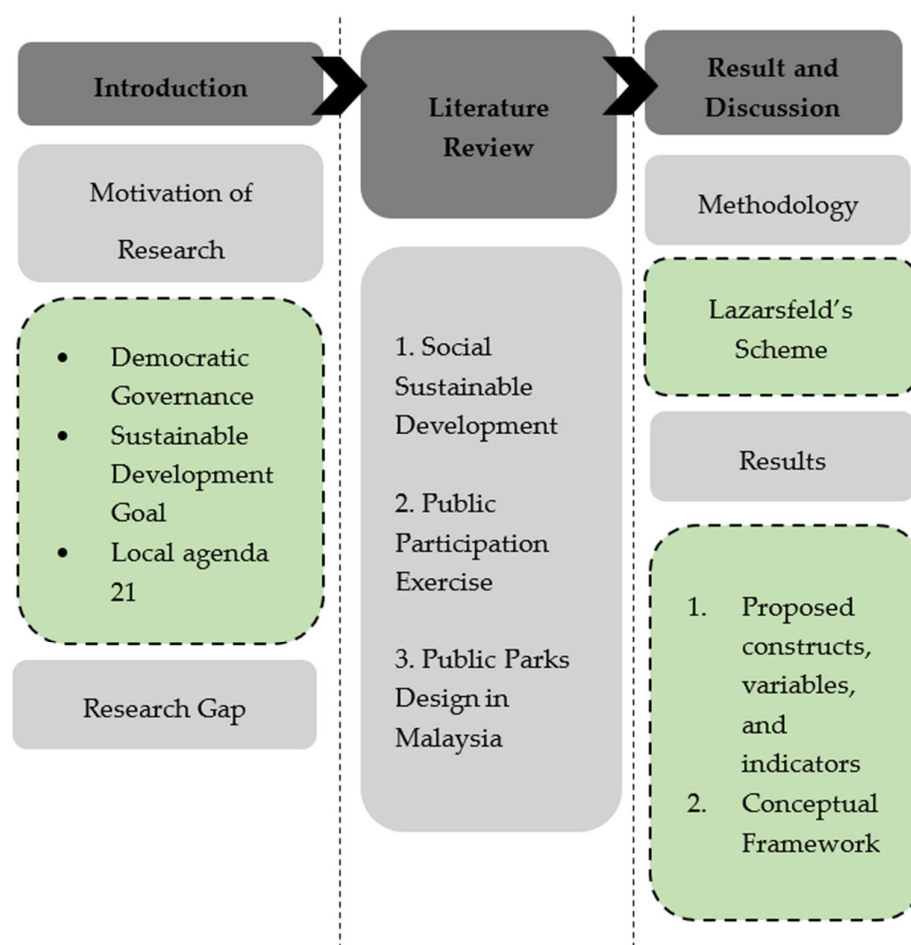 Introduction
Motivation of
Research
• Democratic
Governance
• Sustainable
Development
Goal
• Local agenda
21
Research Gap
Literature
Review
1. Social
Sustainable
Development
2. Public
Participation
Exercise
3. Public Parks
Design in
Malaysia
Result and
Discussion
Methodology
Lazarsfeld’s
Scheme
Results
1. Proposed
constructs,
variables,
and
indicators
2. Conceptual
Framework